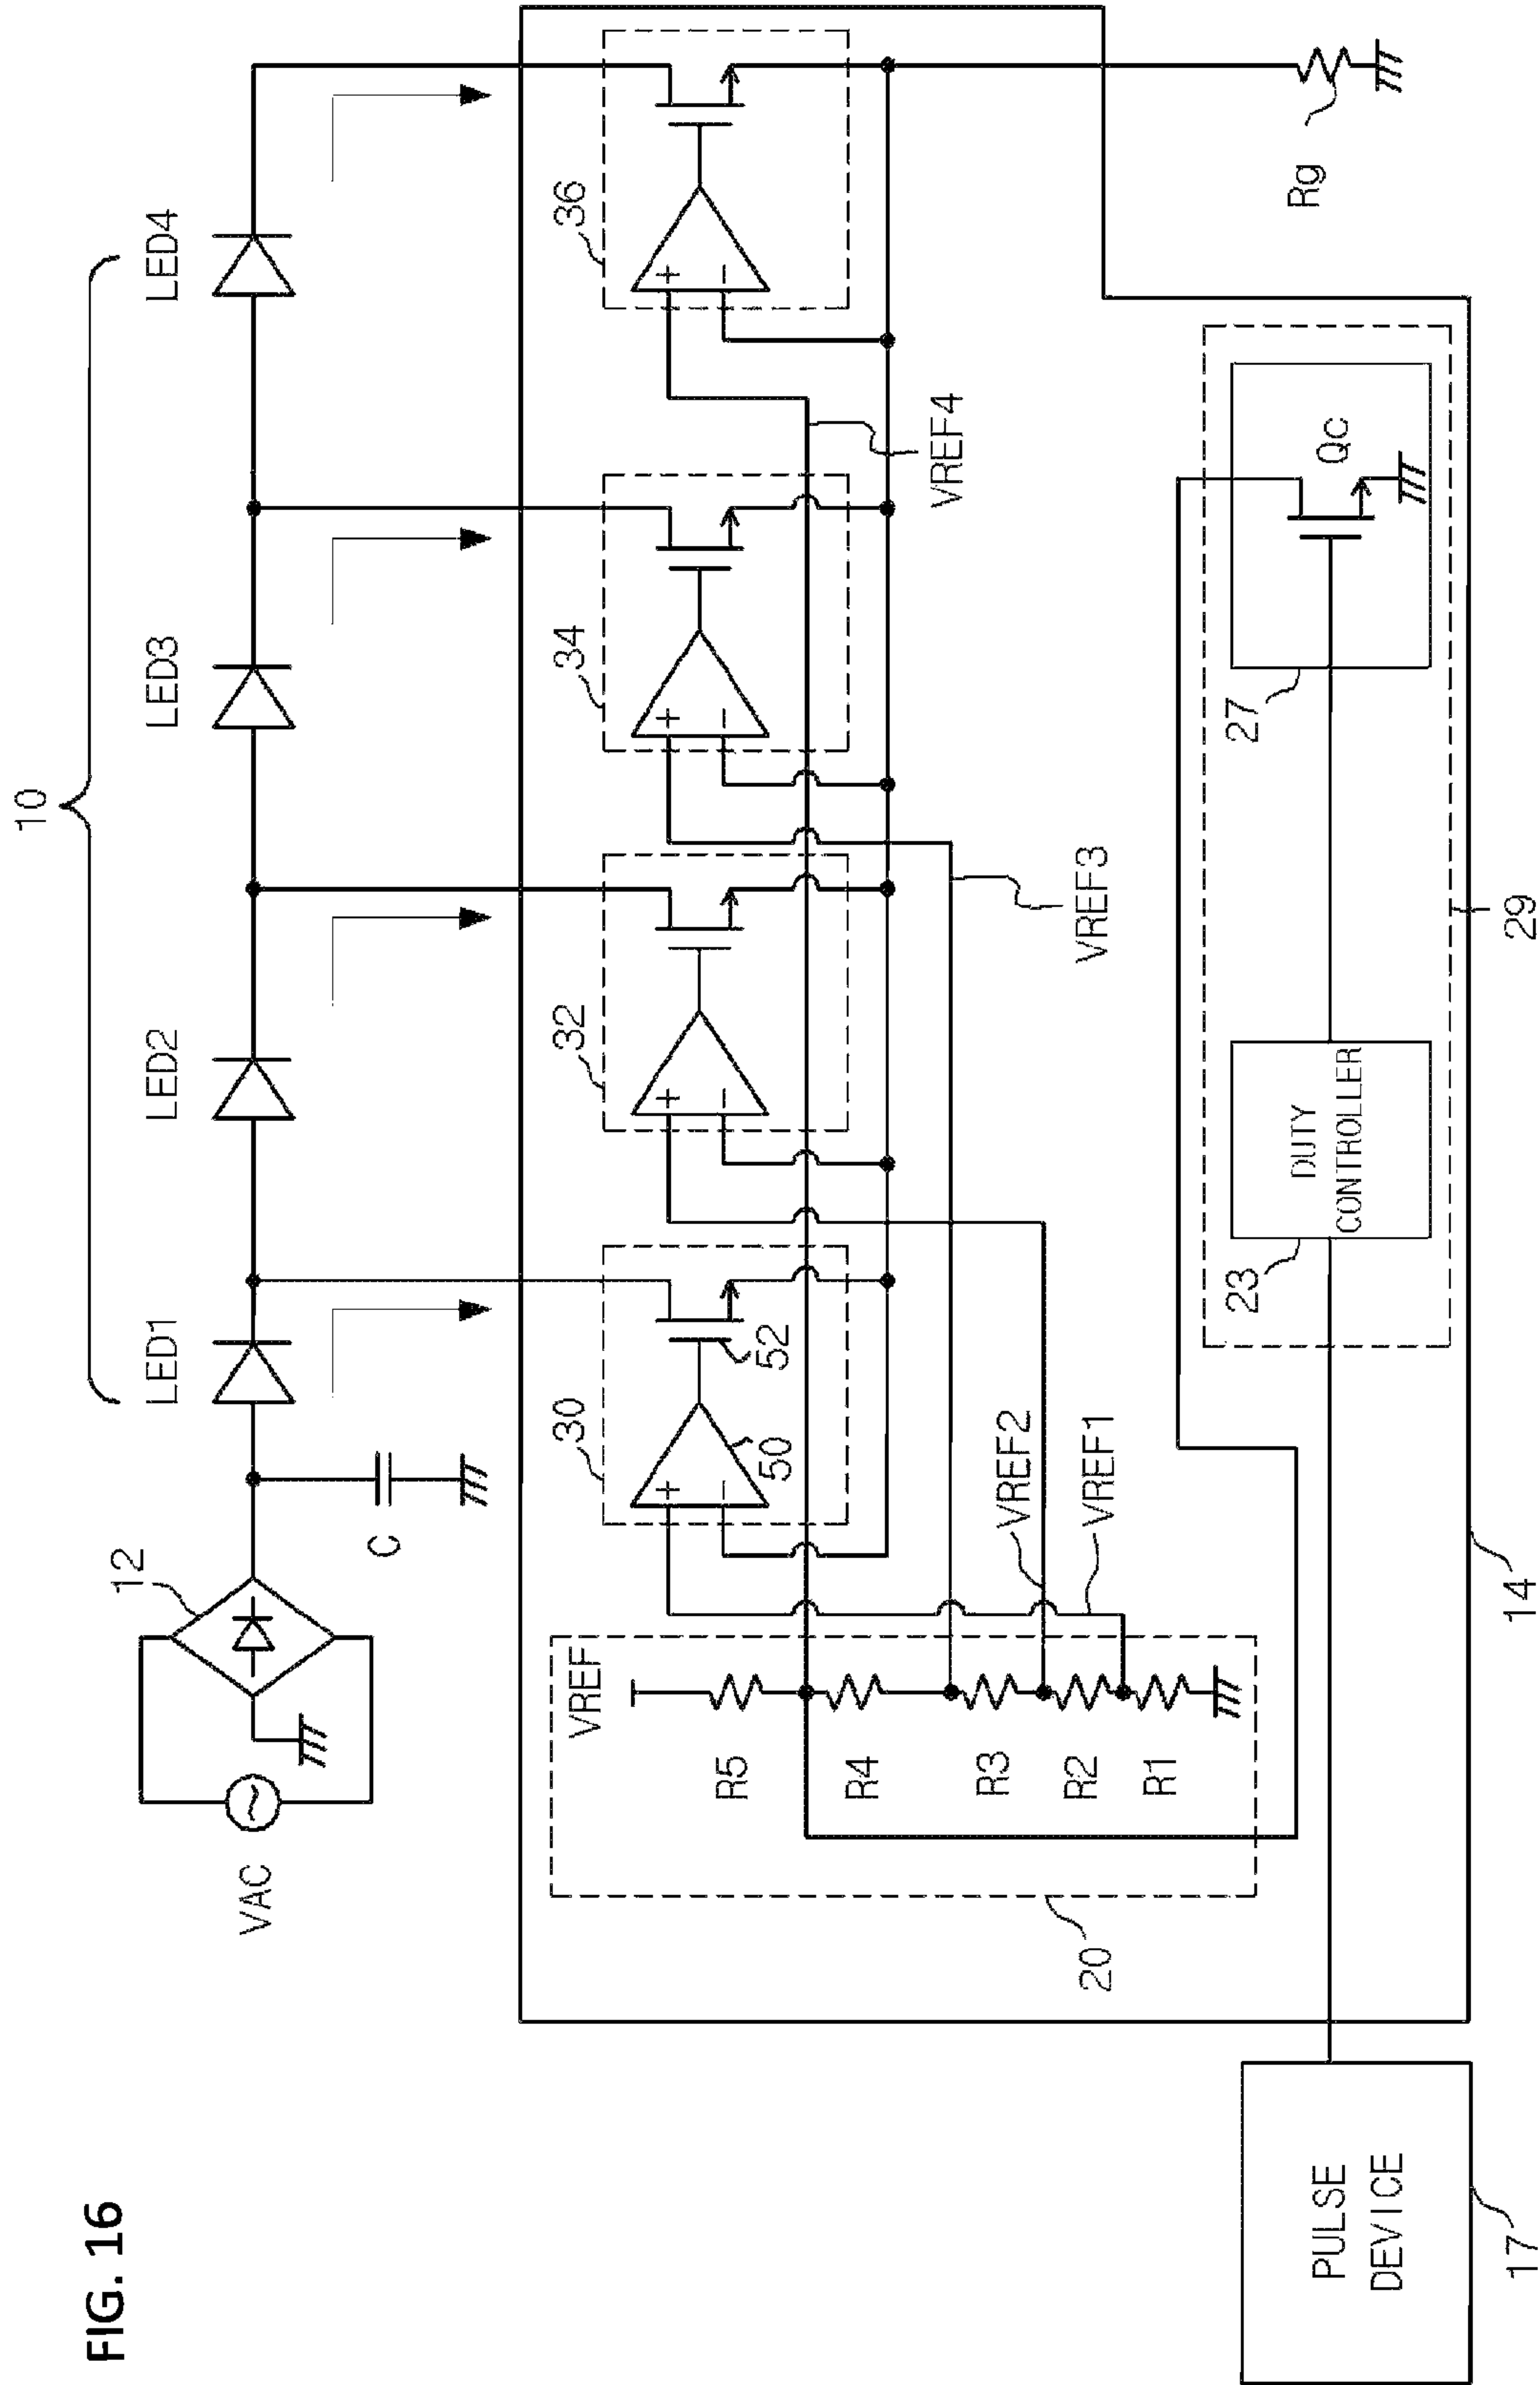 FIG. 16
10
LED1
LED2
LED3
LED4
12
VAC
C
30
32
34
36
+
−
+
−
+
−
+
−
50
52
VREF
R5
R4
R3
R2
R1
20
VREF2
VREF1
VREF3
VREF4
Rg
23
DUTY
CONTROLLER
27
Qc
29
14
PULSE
DEVICE
17